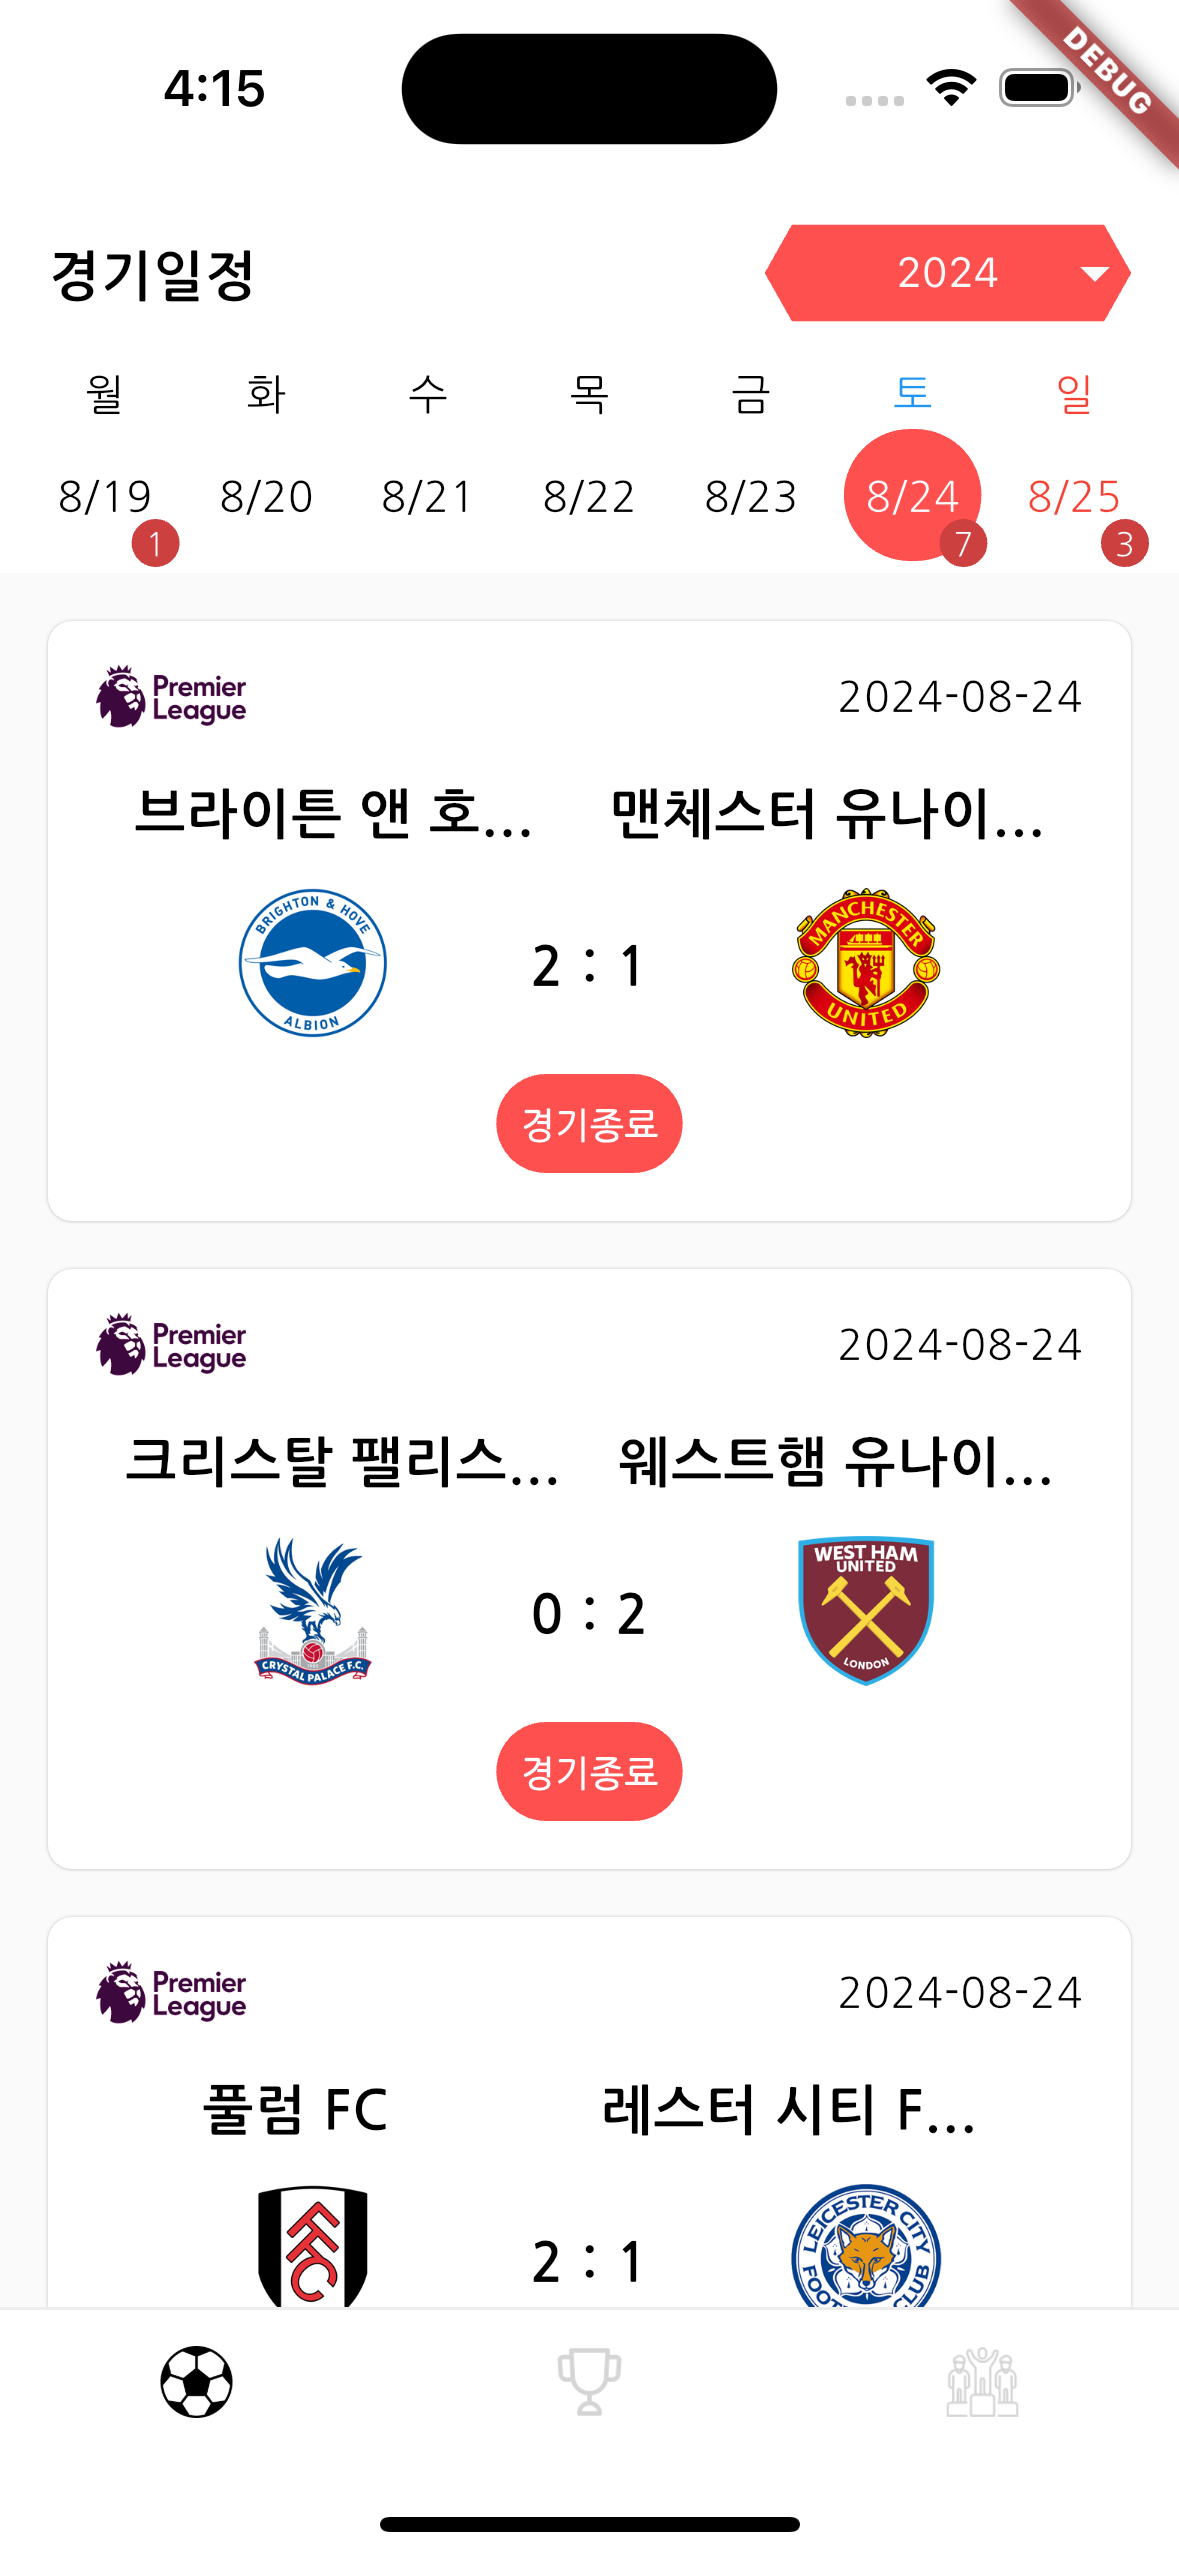 4:15
DEBUG
경기일정
2024
월 화 수 목 금 토 일
8/19 8/20 8/21 8/22 8/23 8/24 8/25
1 7 3
Premier League
2024-08-24
브라이튼 앤 호... 맨체스터 유나이...
BRIGHTON & HOVE ALBION
2 : 1
MANCHESTER UNITED
경기종료
Premier League
2024-08-24
크리스탈 팰리스... 웨스트햄 유나이...
CRYSTAL PALACE F.C.
0 : 2
WEST HAM UNITED LONDON
경기종료
Premier League
2024-08-24
풀럼 FC 레스터 시티 F...
FFC
2 : 1
LEICESTER CITY FOOTBALL CLUB